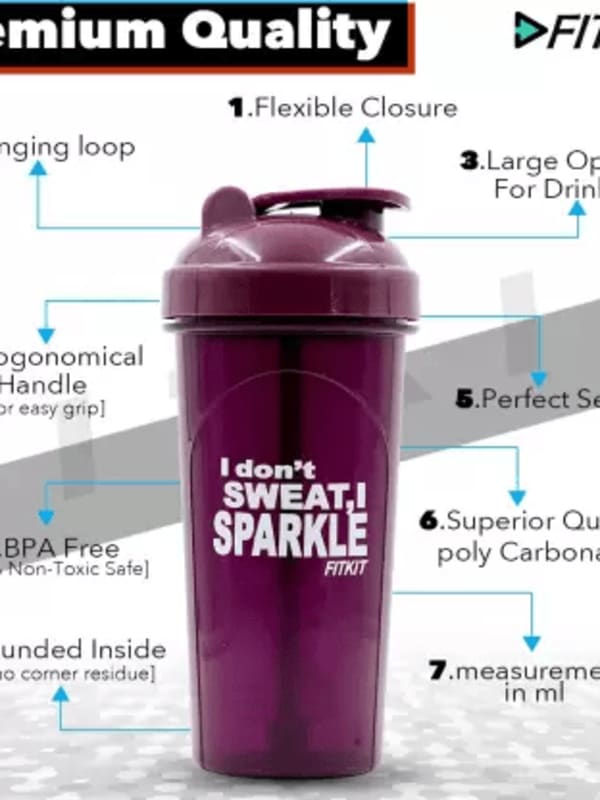 emium Quality
FIT
1.Flexible Closure
nging loop
3.Large Op
For Drin
ogonomical
Handle
or easy grip]
5.Perfect Se
I don't
SWEAT,I
SPARKLE
FITKIT
6.Superior Qu
poly Carbona
.BPA Free
Non-Toxic Safe]
unded Inside
no corner residue]
7.measureme
in ml